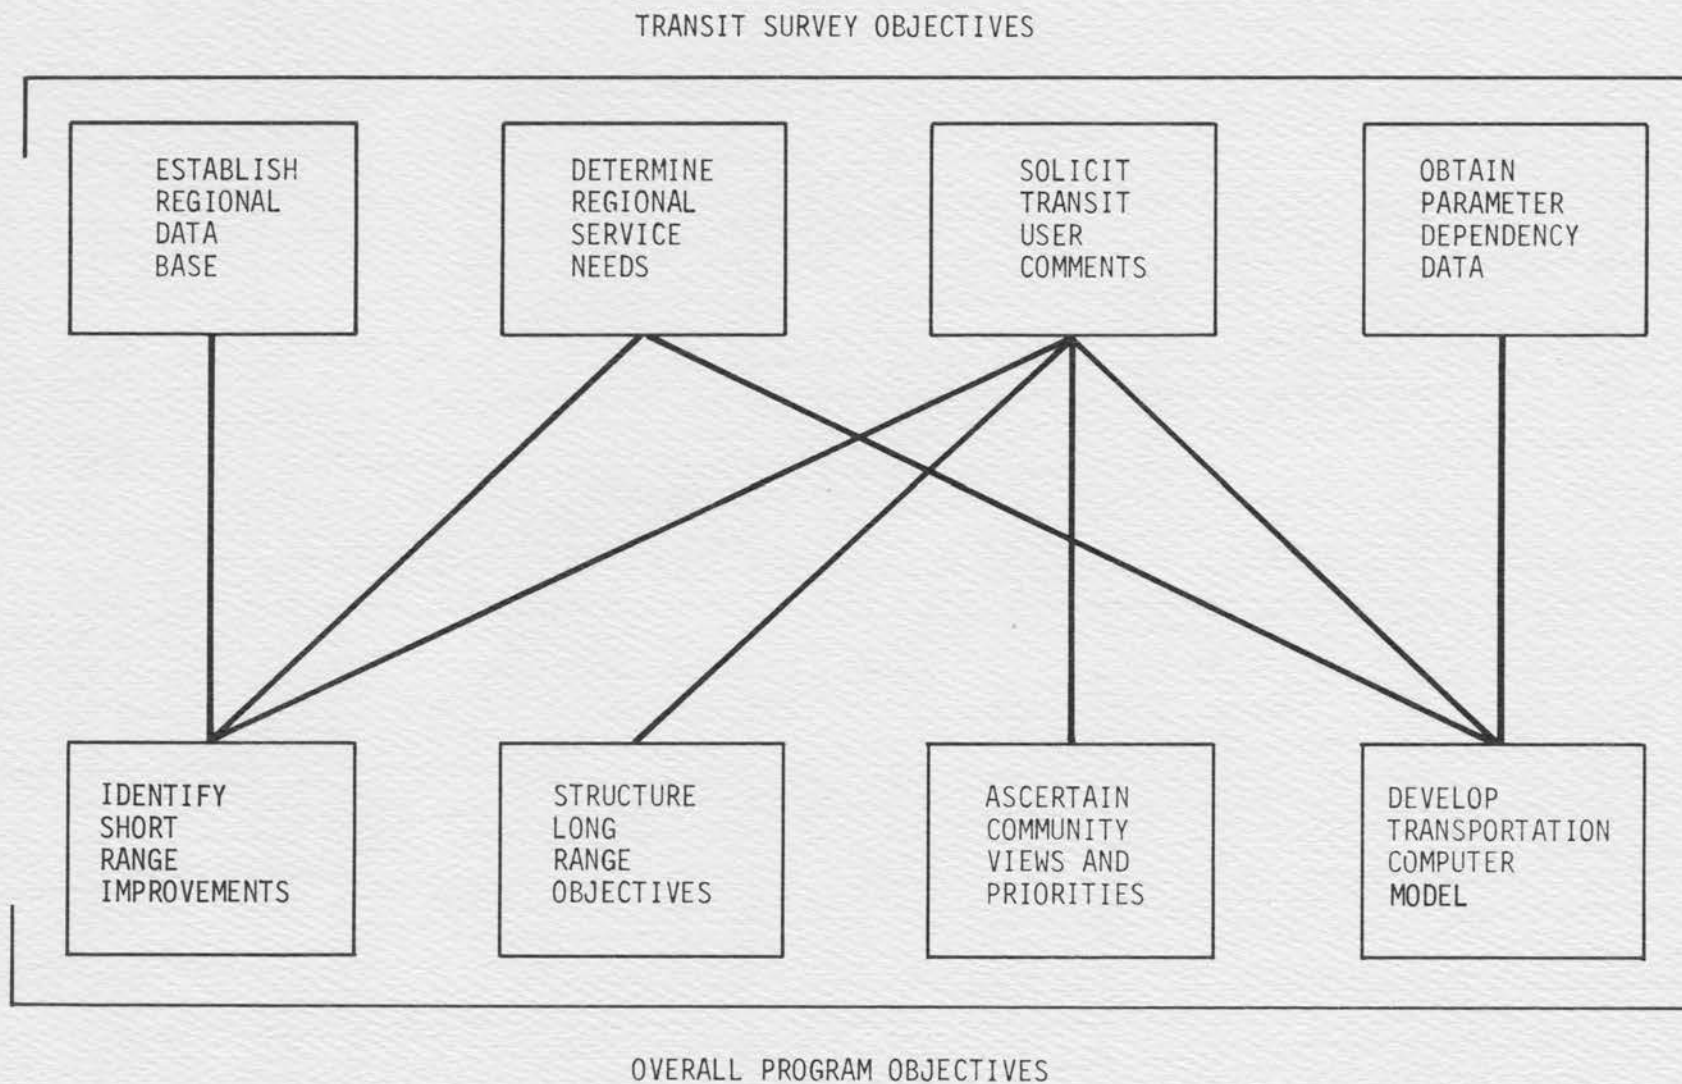 TRANSIT SURVEY OBJECTIVES
ESTABLISH
REGIONAL
DATA
BASE
DETERMINE
REGIONAL
SERVICE
NEEDS
SOLICIT
TRANSIT
USER
COMMENTS
OBTAIN
PARAMETER
DEPENDENCY
DATA
IDENTIFY
SHORT
RANGE
IMPROVEMENTS
STRUCTURE
LONG
RANGE
OBJECTIVES
ASCERTAIN
COMMUNITY
VIEWS AND
PRIORITIES
DEVELOP
TRANSPORTATION
COMPUTER
MODEL
OVERALL PROGRAM OBJECTIVES